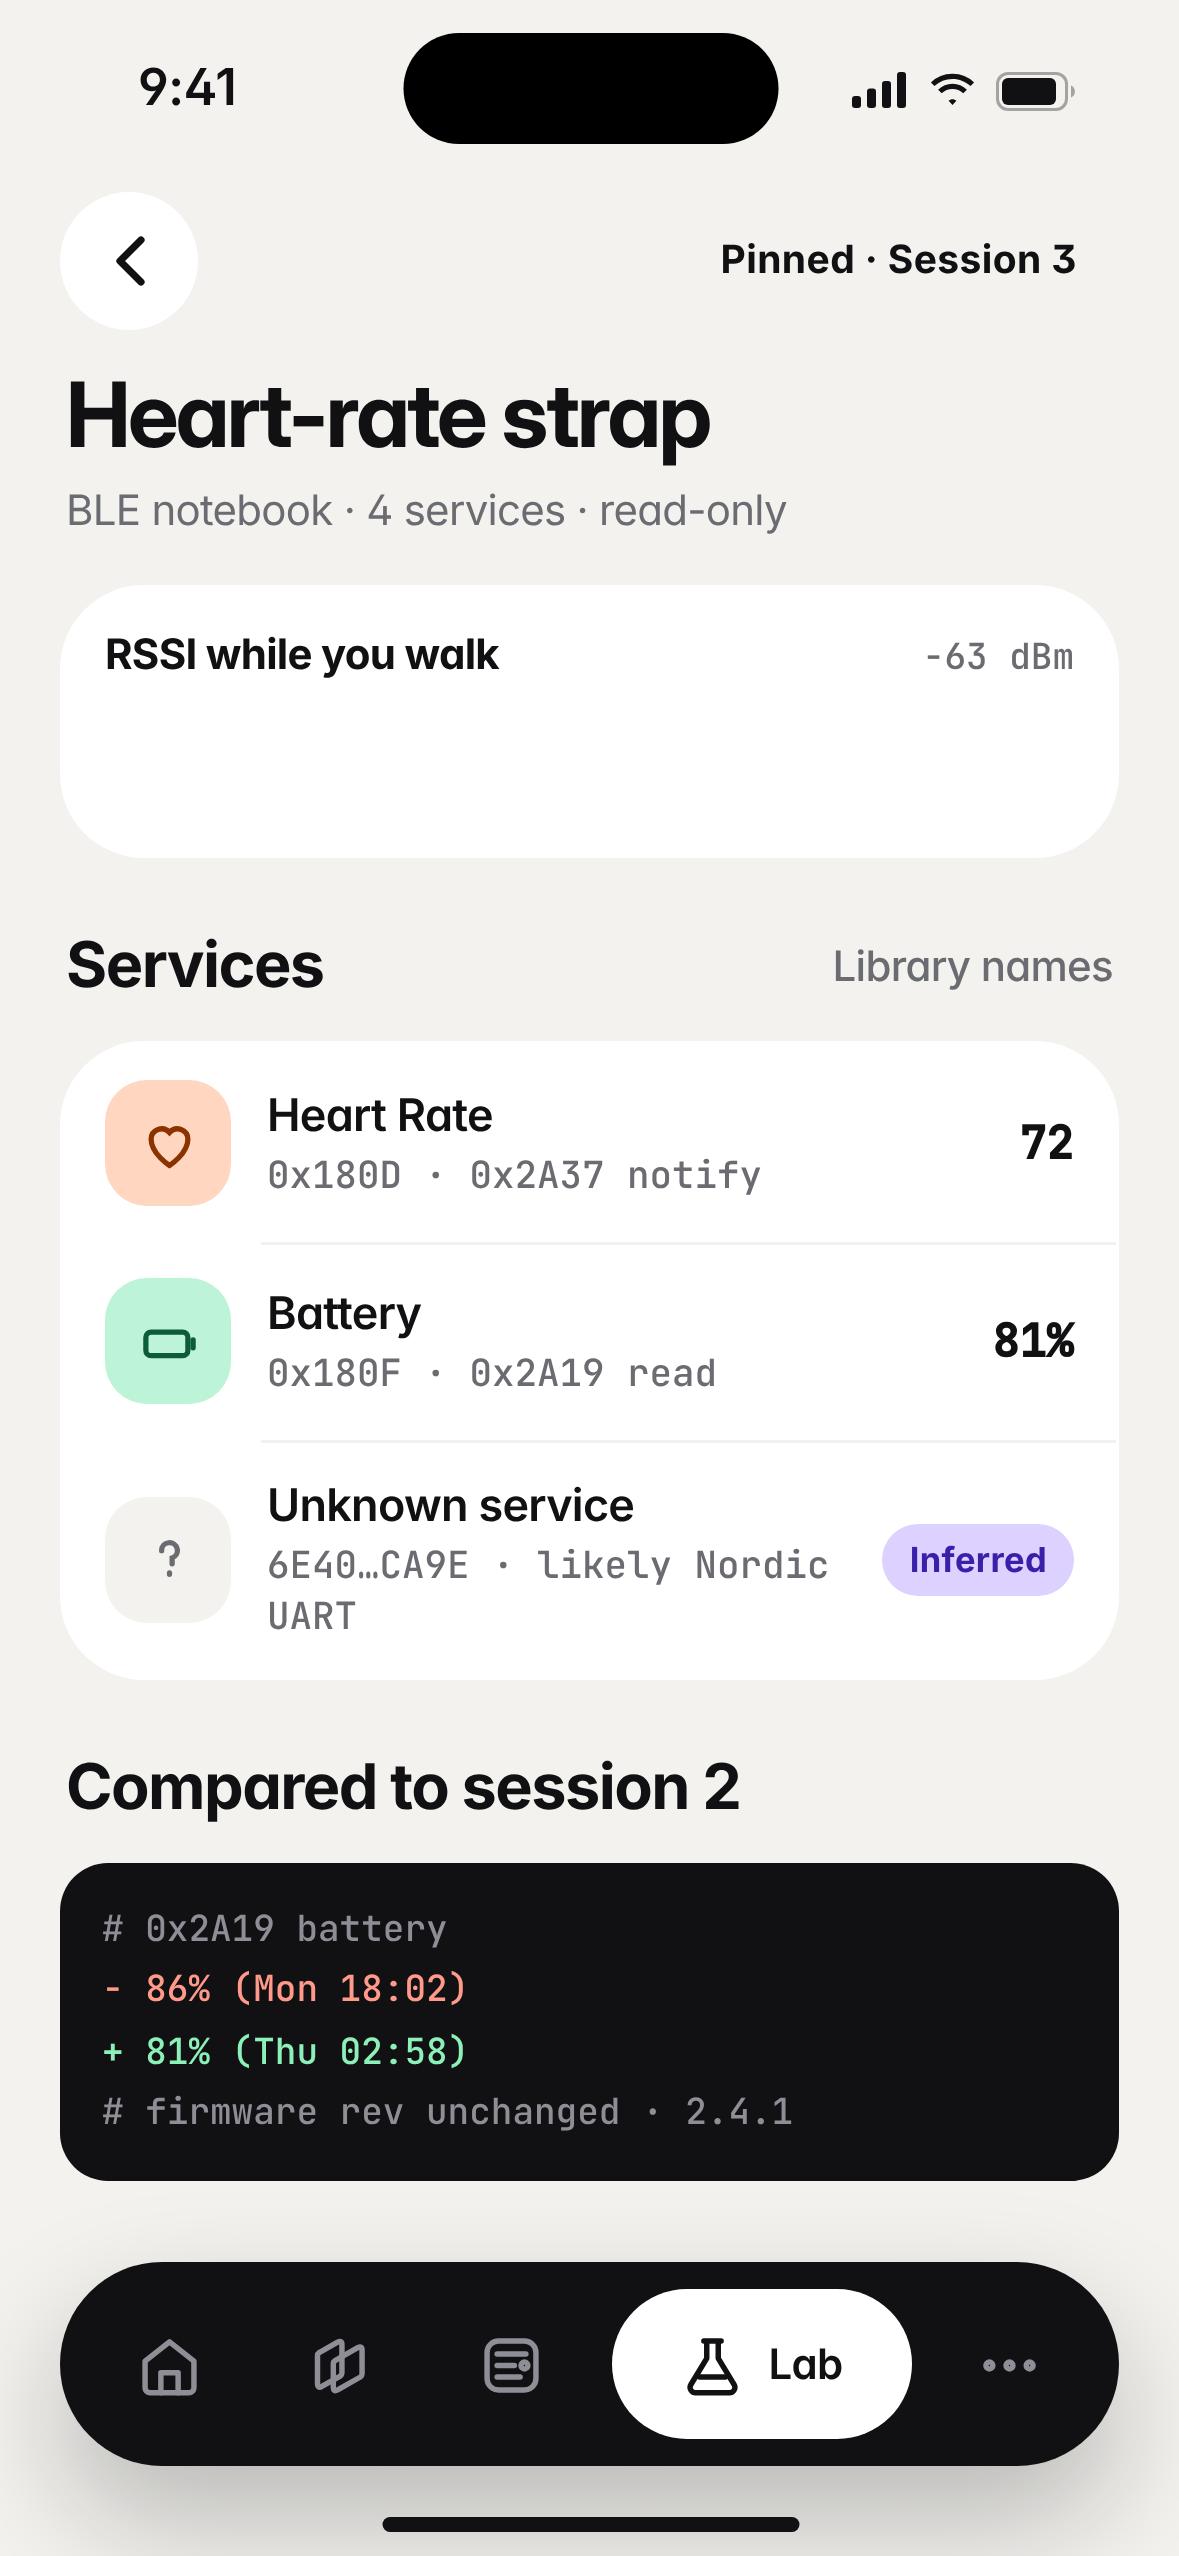 9:41
Pinned · Session 3
Heart-rate strap
BLE notebook · 4 services · read-only
RSSI while you walk
-63 dBm
Services
Library names
Heart Rate
72
0x180D · 0x2A37 notify
Battery
81%
0x180F · 0x2A19 read
Unknown service
6E40…CA9E · likely Nordic
UART
Inferred
Compared to session 2
# 0x2A19 battery
- 86% (Mon 18:02)
+ 81% (Thu 02:58)
# firmware rev unchanged · 2.4.1
Lab